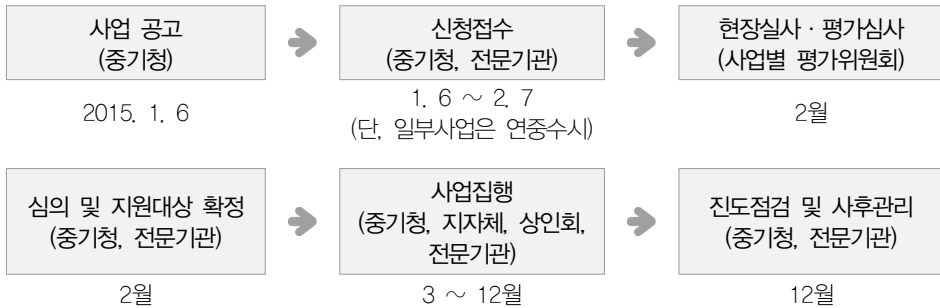 사업 공고
(중기청)
신청접수
(중기청, 전문기관)
현장실사 · 평가심사
(사업별 평가위원회)
2015. 1. 6
1. 6 ~ 2. 7
(단, 일부사업은 연중수시)
2월
심의 및 지원대상 확정
(중기청, 전문기관)
사업집행
(중기청, 지자체, 상인회,
전문기관)
진도점검 및 사후관리
(중기청, 전문기관)
2월
3 ~ 12월
12월